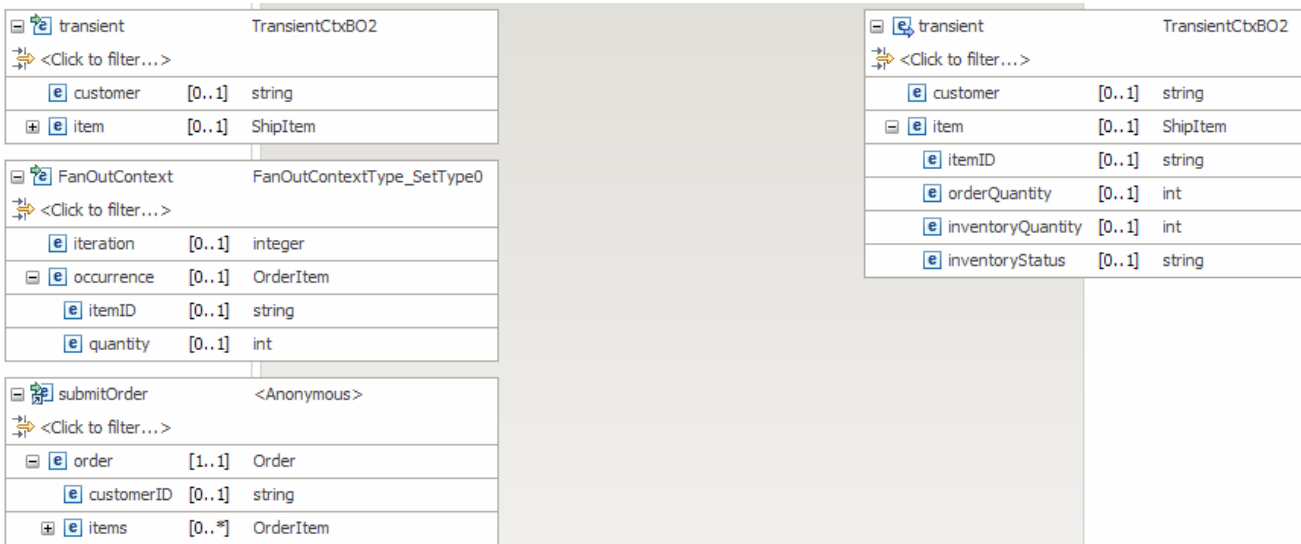 transient TransientCtxBO2
<Click to filter...>
customer [0..1] string
item [0..1] ShipItem
FanOutContext FanOutContextType_SetType0
<Click to filter...>
iteration [0..1] integer
occurrence [0..1] OrderItem
itemID [0..1] string
quantity [0..1] int
submitOrder <Anonymous>
<Click to filter...>
order [1..1] Order
customerID [0..1] string
items [0..*] OrderItem
transient TransientCtxBO2
<Click to filter...>
customer [0..1] string
item [0..1] ShipItem
itemID [0..1] string
orderQuantity [0..1] int
inventoryQuantity [0..1] int
inventoryStatus [0..1] string